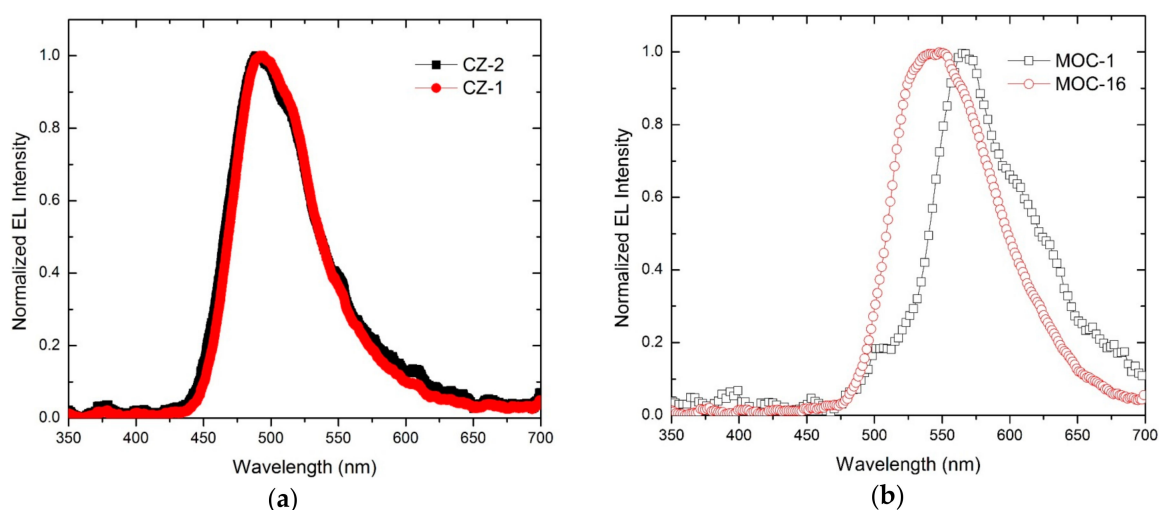 1.0
0.8
0.6
0.4
0.2
0.0
Normalized EL Intensity
CZ-2
CZ-1
350 400 450 500 550 600 650 700
Wavelength (nm)
(a)
1.0
0.8
0.6
0.4
0.2
0.0
Normalized EL Intensity
MOC-1
MOC-16
350 400 450 500 550 600 650 700
Wavelength (nm)
(b)